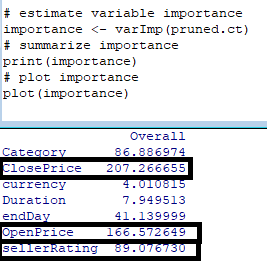 # estimate variable importance
importance <- varImp(pruned.ct)
# summarize importance
print(importance)
# plot importance
plot(importance)
Overall
Category 86.886974
ClosePrice 207.266655
currency 4.010815
Duration 7.949513
endDay 41.139999
OpenPrice 166.572649
sellerRating 89.076730